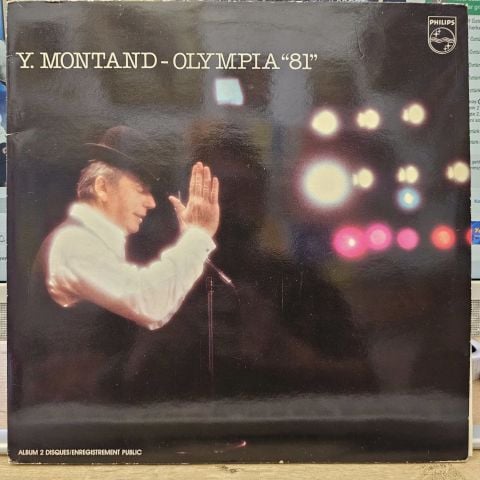 PHILIPS
Y. MONTAND - OLYMPIA "81"
ALBUM 2 DISQUES/ENREGISTREMENT PUBLIC